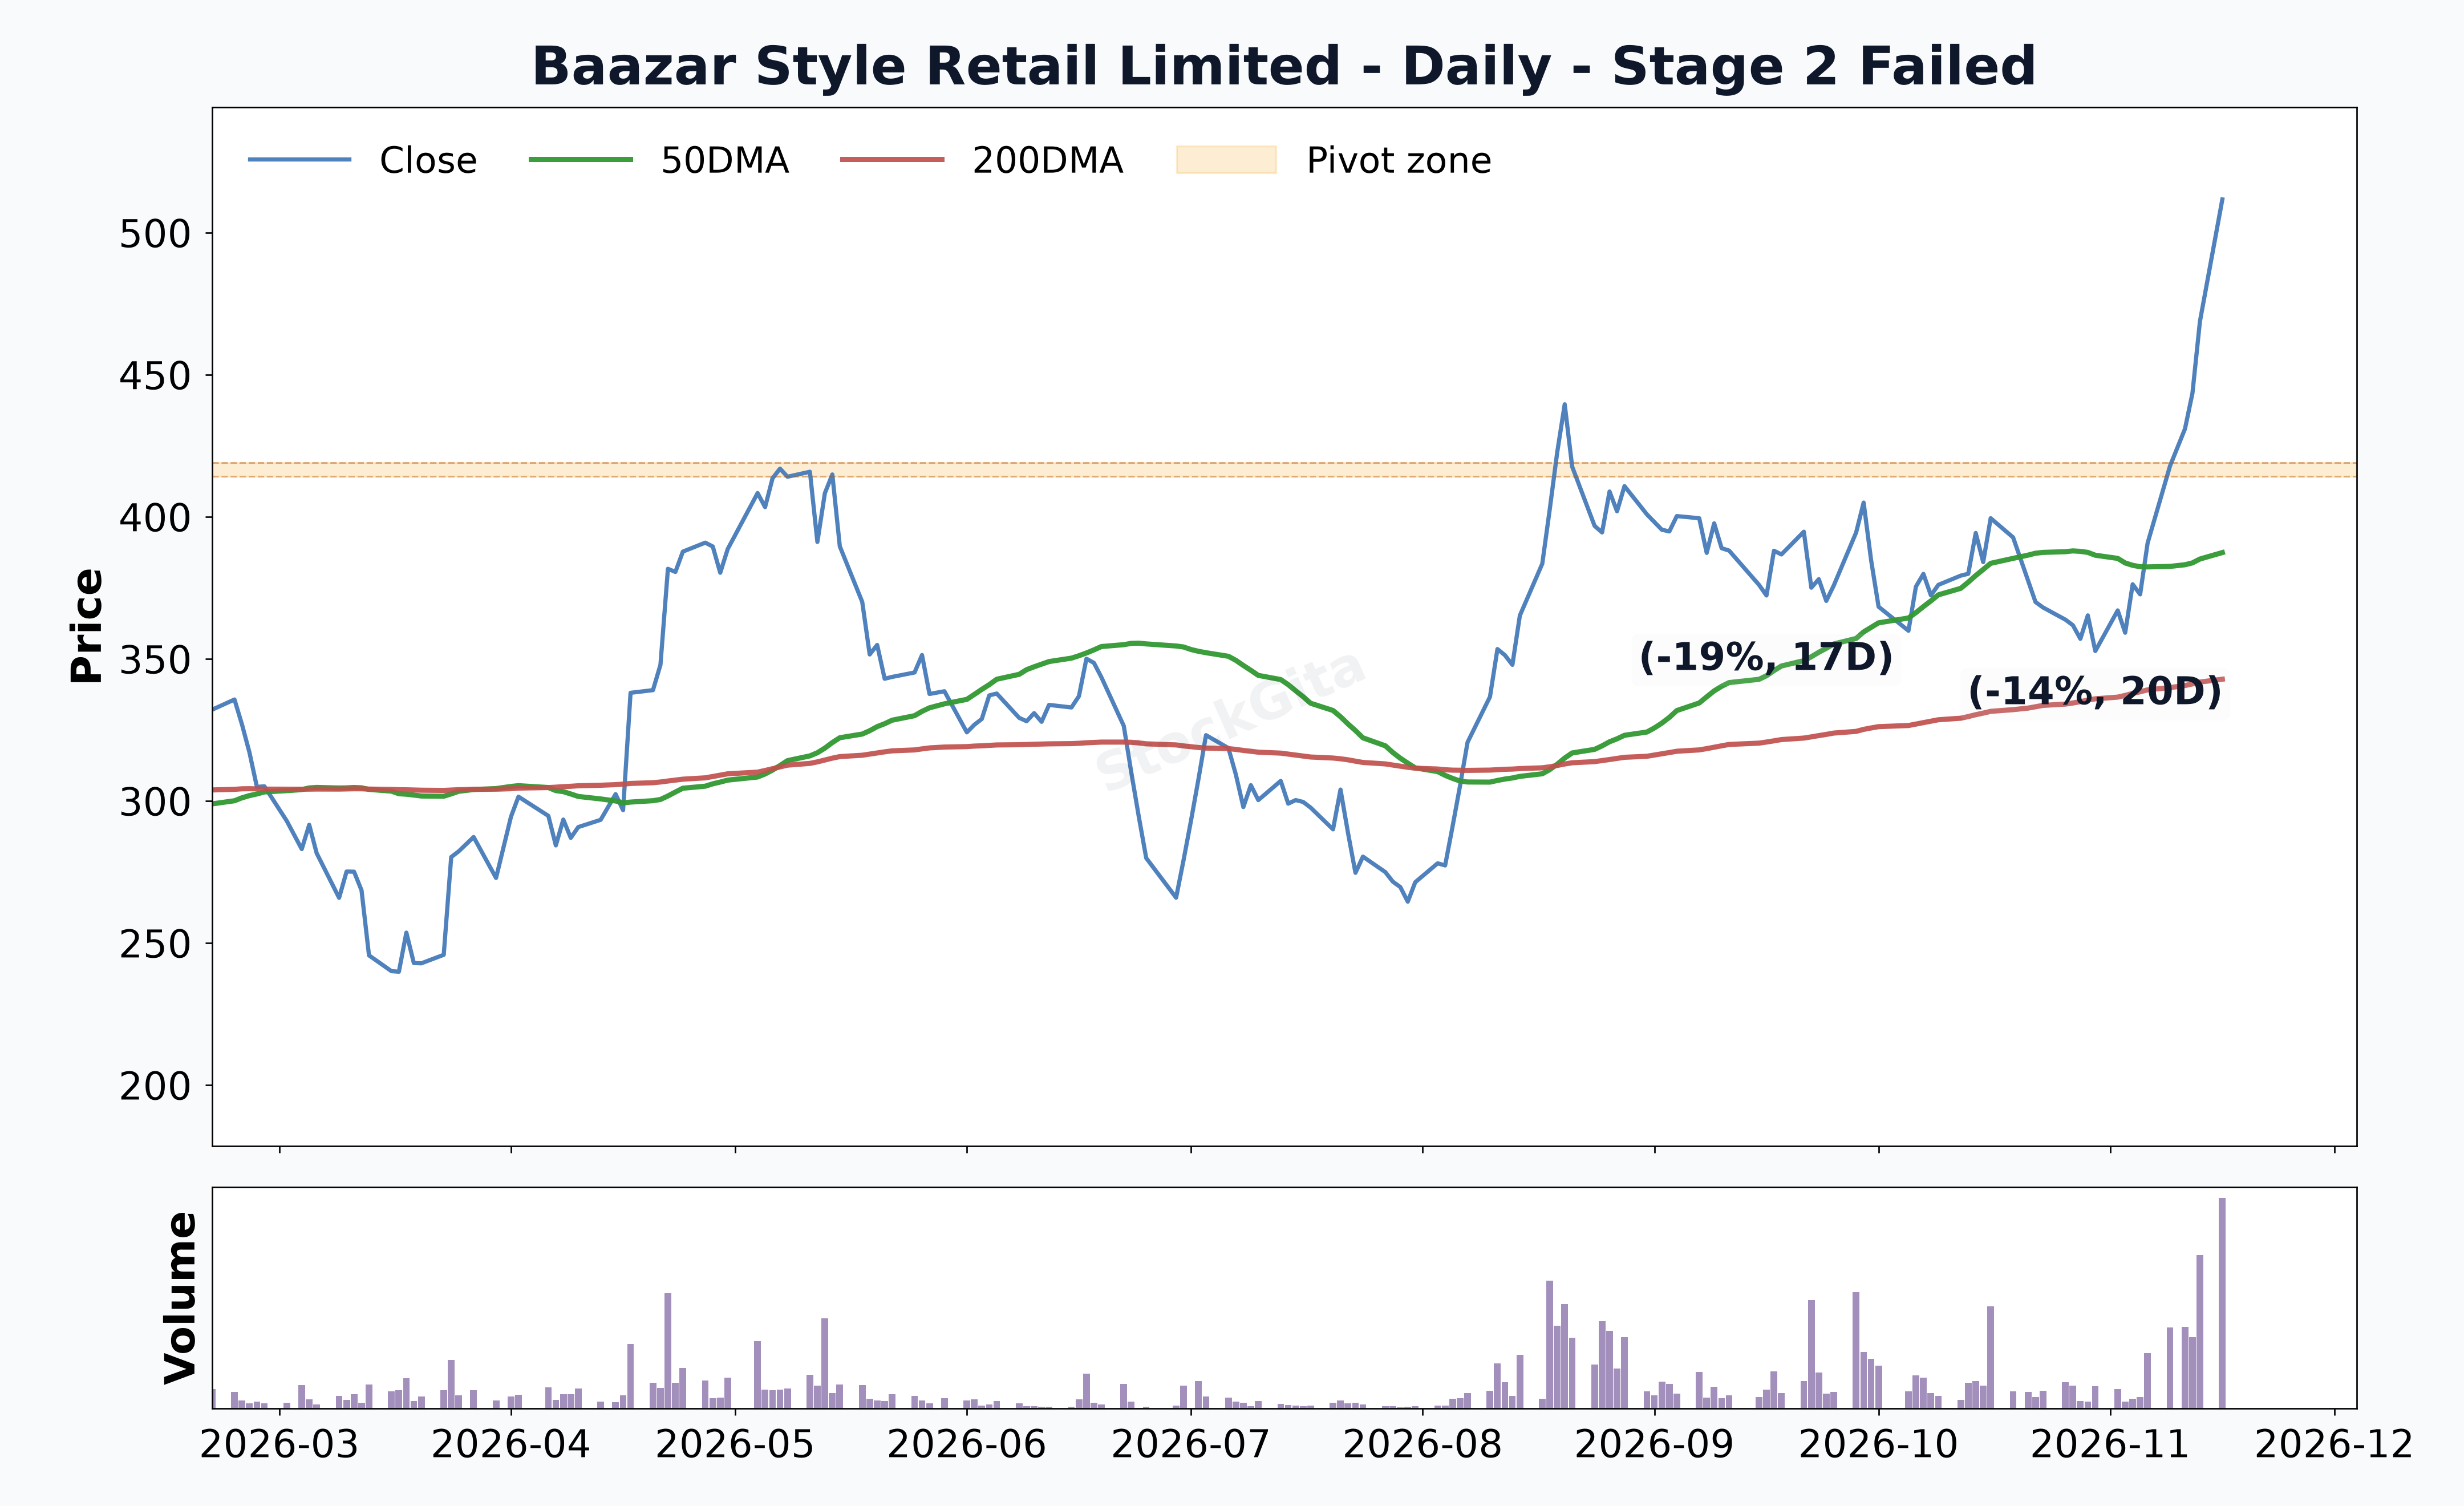 Baazar Style Retail Limited - Daily - Stage 2 Failed
Close 50DMA 200DMA Pivot zone
Price
500
450
400
350
300
250
200
(-19%, 17D)
(-14%, 20D)
StockGita
Volume
2026-03 2026-04 2026-05 2026-06 2026-07 2026-08 2026-09 2026-10 2026-11 2026-12